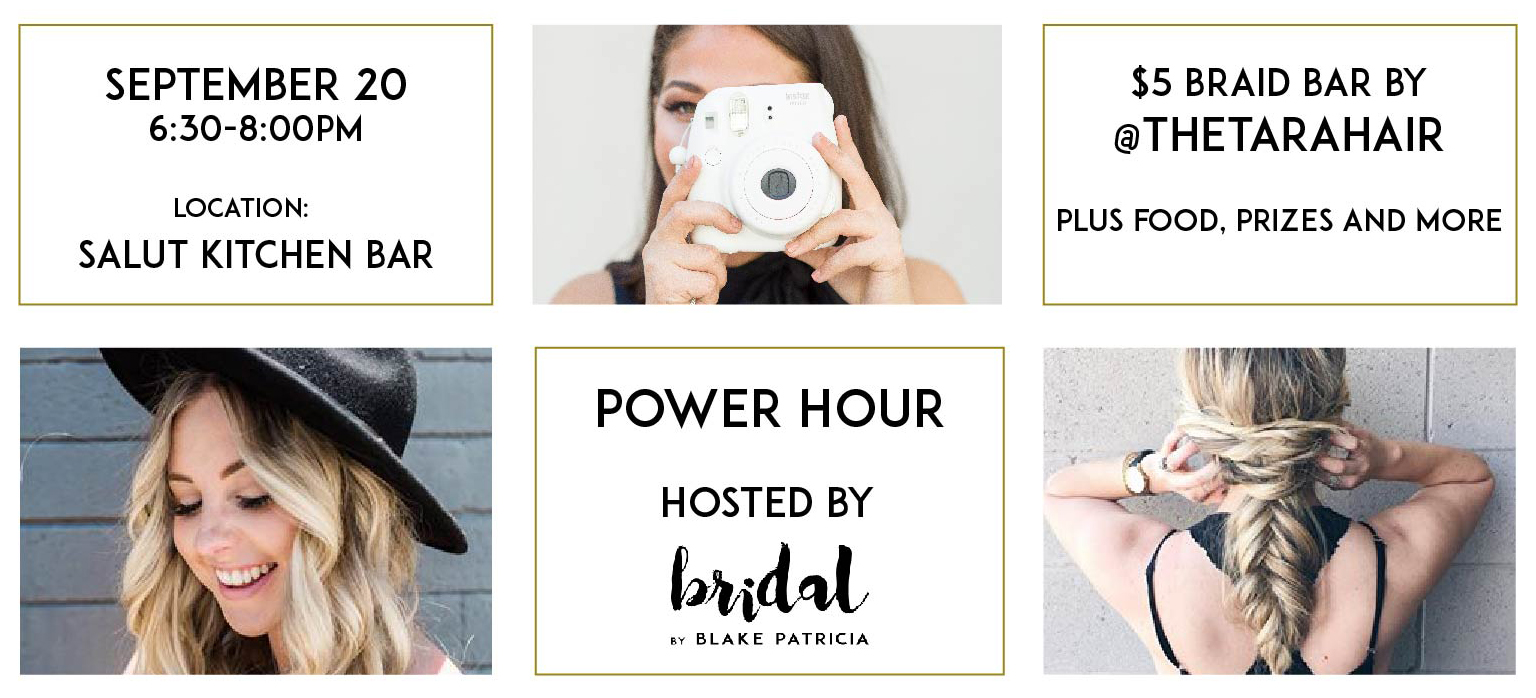 SEPTEMBER 20
6:30-8:00PM
LOCATION:
SALUT KITCHEN BAR
$5 BRAID BAR BY
@THETARAHAIR
PLUS FOOD, PRIZES AND MORE
POWER HOUR
HOSTED BY
bridal
BY BLAKE PATRICIA